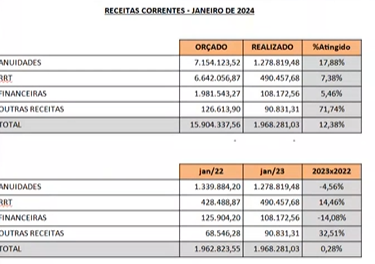 RECEITAS CORRENTES - JANEIRO DE 2024
ORÇADO REALIZADO %Atingido
ANUIDADES 7.154.123,52 1.278.819,48 17,88%
RRT 6.642.056,87 490.457,68 7,38%
FINANCEIRAS 1.981.543,27 108.172,56 5,46%
OUTRAS RECEITAS 126.613,90 90.831,31 71,74%
TOTAL 15.904.337,56 1.968.281,03 12,38%
jan/22 jan/23 2023x2022
ANUIDADES 1.339.884,20 1.278.819,48 -4,56%
RRT 428.488,87 490.457,68 14,46%
FINANCEIRAS 125.904,20 108.172,56 -14,08%
OUTRAS RECEITAS 68.546,28 90.831,31 32,51%
TOTAL 1.962.823,55 1.968.281,03 0,28%